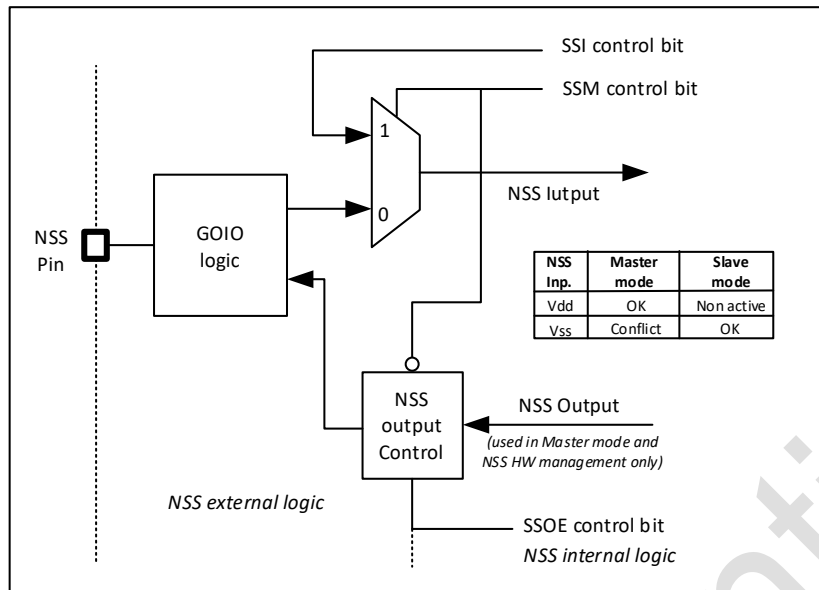 SSI control bit
SSM control bit
1
0
NSS Iutput
NSS
Pin
GOIO
logic
NSS
Inp.
Master
mode
Slave
mode
Vdd
OK
Non active
Vss
Conflict
OK
NSS
output
Control
NSS Output
(used in Master mode and
NSS HW management only)
NSS external logic
SSOE control bit
NSS internal logic